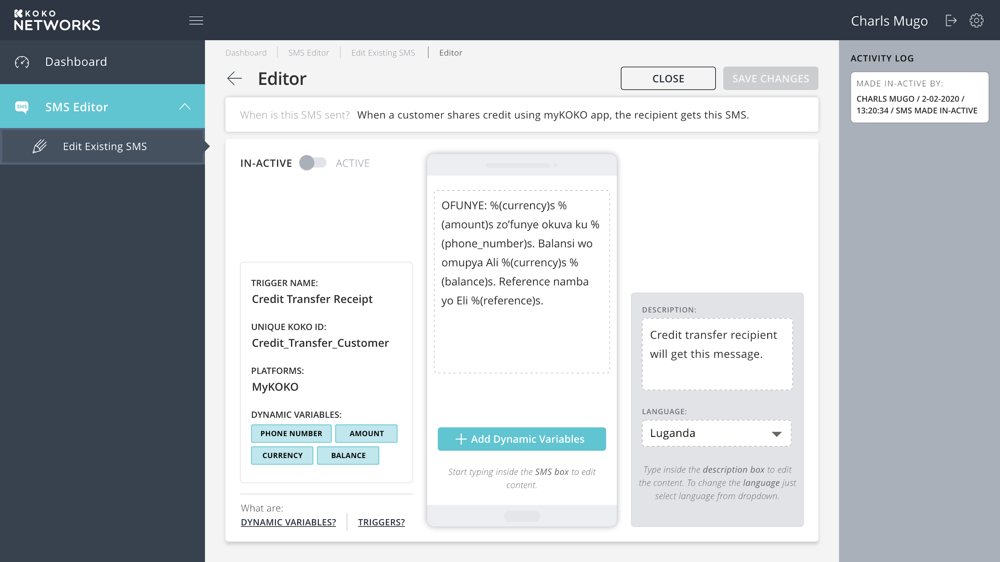 KOKO
NETWORKS
Charls Mugo
Dashboard
SMS
SMS Editor
Edit Existing SMS
Dashboard
SMS Editor
Edit Existing SMS
Editor
Editor
CLOSE
SAVE CHANGES
When is this SMS sent? When a customer shares credit using myKOKO app, the recipient gets this SMS.
IN-ACTIVE
ACTIVE
TRIGGER NAME:
Credit Transfer Receipt
UNIQUE KOKO ID:
Credit_Transfer_Customer
PLATFORMS:
MyKOKO
DYNAMIC VARIABLES:
PHONE NUMBER
AMOUNT
CURRENCY
BALANCE
What are:
DYNAMIC VARIABLES?
TRIGGERS?
OFUNYE: %(currency)s %
(amount)s zo’funye okuva ku %
(phone_number)s. Balansi wo
omupya Ali %(currency)s %
(balance)s. Reference namba
yo Eli %(reference)s.
+ Add Dynamic Variables
Start typing inside the SMS box to edit
content.
DESCRIPTION:
Credit transfer recipient
will get this message.
LANGUAGE:
Luganda
Type inside the description box to edit
the content. To change the language just
select language from dropdown.
ACTIVITY LOG
MADE IN-ACTIVE BY:
CHARLS MUGO / 2-02-2020 /
13:20:34 / SMS MADE IN-ACTIVE